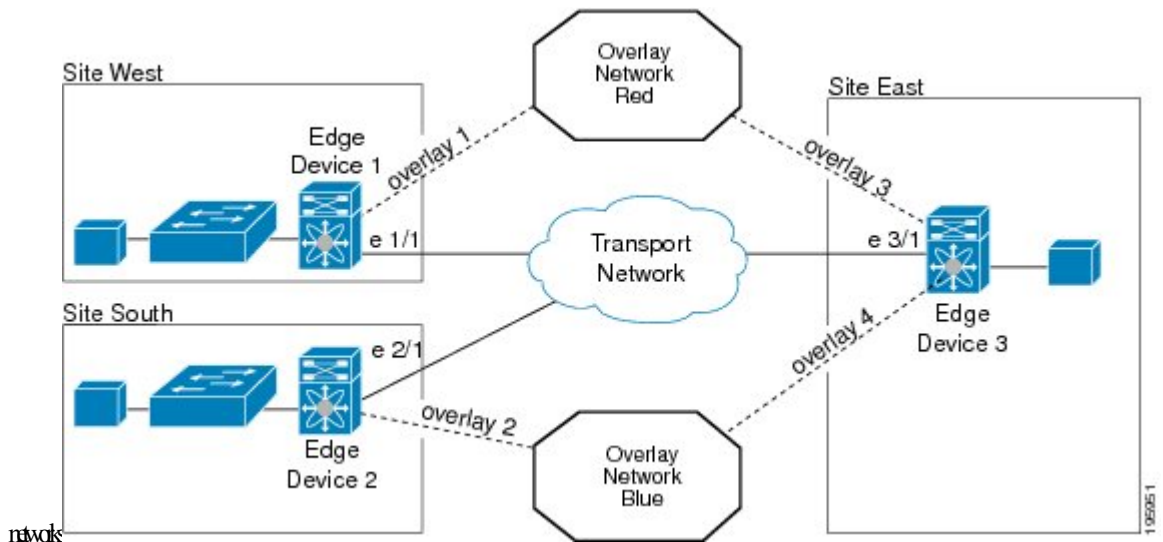 Overlay
Network
Red
Site West
Site East
Edge
Device 1
overlay 1
overlay 3
e 1/1
Transport
Network
e 3/1
Site South
Edge
Device 3
e 2/1
overlay 4
overlay 2
Edge
Device 2
Overlay
Network
Blue
195951
networks